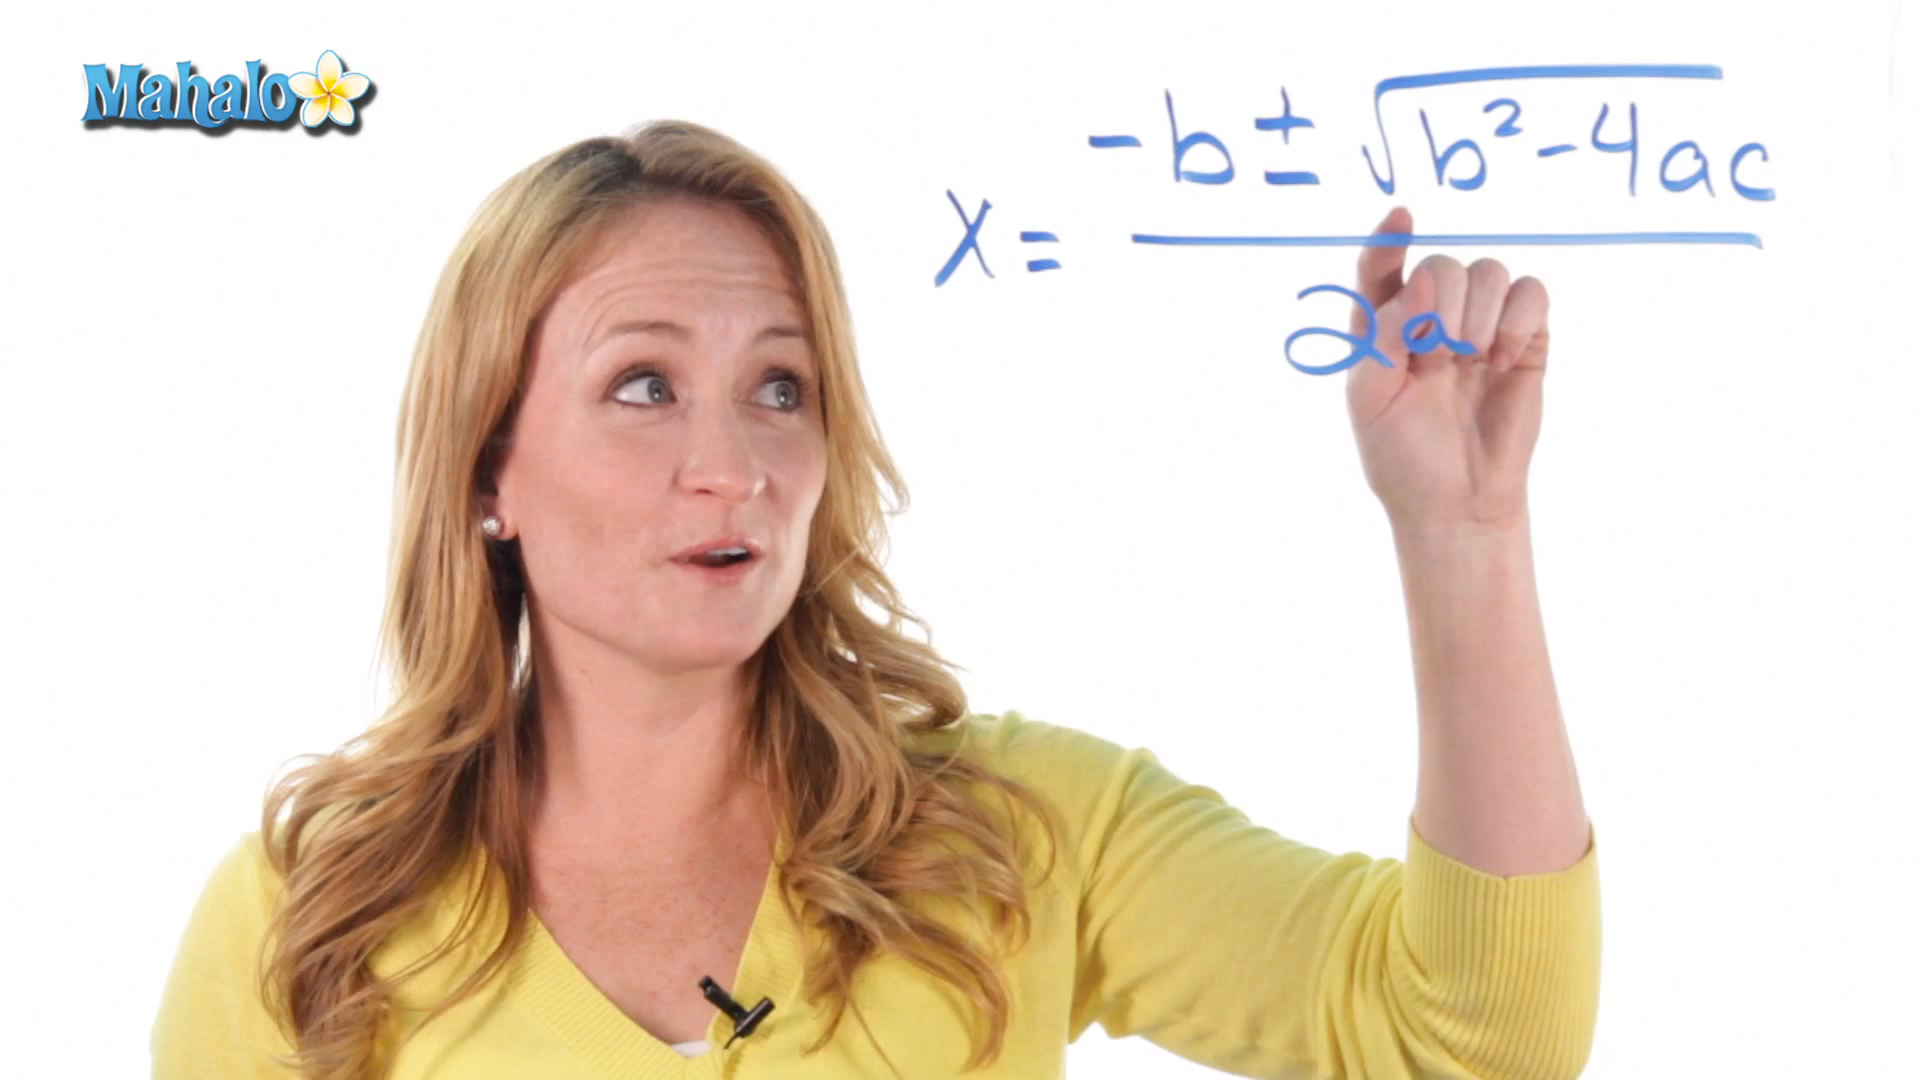 Mahalo
x = -b ± √b² - 4ac
2a